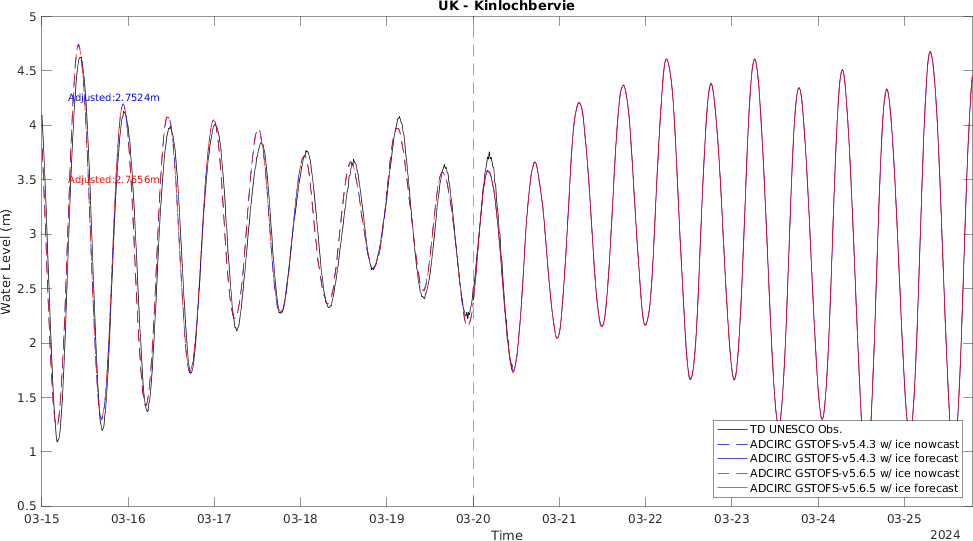 UK - Kinlochbervie
5
4.5
4
3.5
3
2.5
2
1.5
1
0.5
Water Level (m)
Adjusted:2.7524m
Adjusted:2.7656m
TD UNESCO Obs.
ADCIRC GSTOFS-v5.4.3 w/ ice nowcast
ADCIRC GSTOFS-v5.4.3 w/ ice forecast
ADCIRC GSTOFS-v5.6.5 w/ ice nowcast
ADCIRC GSTOFS-v5.6.5 w/ ice forecast
03-15 03-16 03-17 03-18 03-19 03-20 03-21 03-22 03-23 03-24 03-25
Time
2024